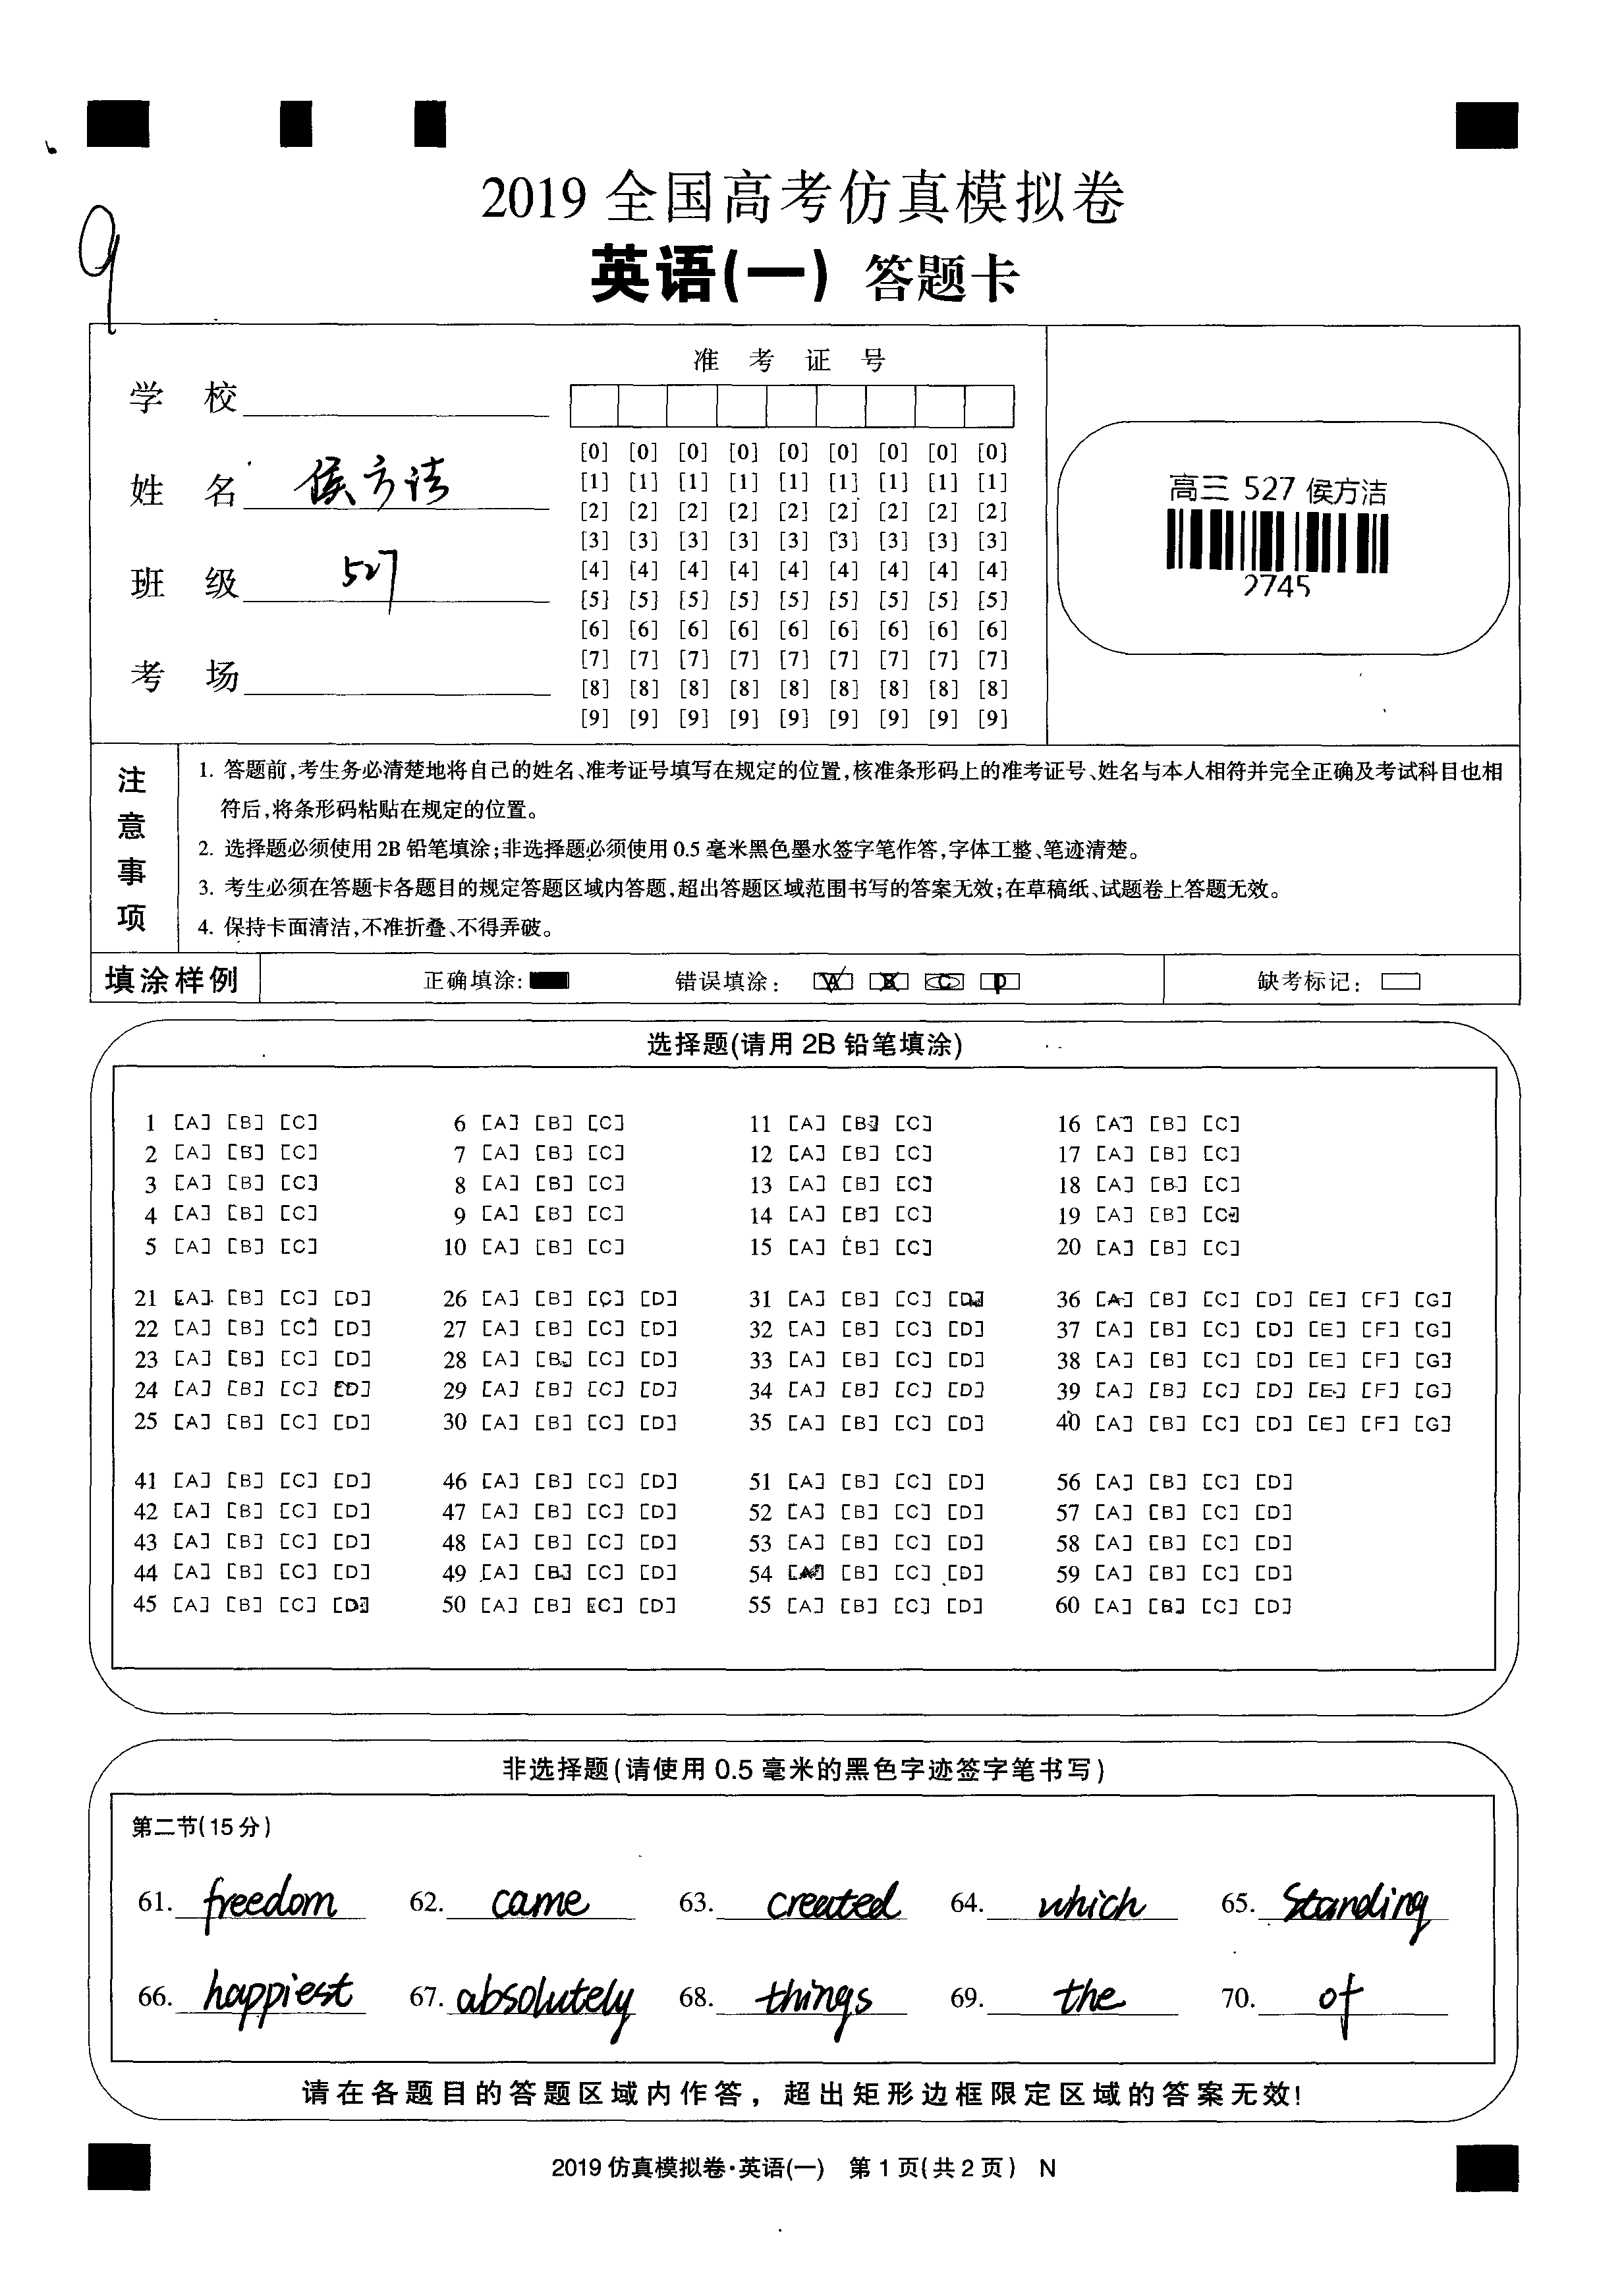 2019 全国高考仿真模拟卷
9
英语(一) 答题卡
准 考 证 号
学 校
姓 名 侯方洁
班 级 527
考 场
[0] [0] [0] [0] [0] [0] [0] [0] [0]
[1] [1] [1] [1] [1] [1] [1] [1] [1]
[2] [2] [2] [2] [2] [2] [2] [2] [2]
[3] [3] [3] [3] [3] [3] [3] [3] [3]
[4] [4] [4] [4] [4] [4] [4] [4] [4]
[5] [5] [5] [5] [5] [5] [5] [5] [5]
[6] [6] [6] [6] [6] [6] [6] [6] [6]
[7] [7] [7] [7] [7] [7] [7] [7] [7]
[8] [8] [8] [8] [8] [8] [8] [8] [8]
[9] [9] [9] [9] [9] [9] [9] [9] [9]
高三 527 侯方洁
2745
注意事项
1. 答题前,考生务必清楚地将自己的姓名、准考证号填写在规定的位置,核准条形码上的准考证号、姓名与本人相符并完全正确及考试科目也相
符后,将条形码粘贴在规定的位置。
2. 选择题必须使用 2B 铅笔填涂;非选择题必须使用 0.5 毫米黑色墨水签字笔作答,字体工整、笔迹清楚。
3. 考生必须在答题卡各题目的规定答题区域内答题,超出答题区域范围书写的答案无效;在草稿纸、试题卷上答题无效。
4. 保持卡面清洁,不准折叠、不得弄破。
填涂样例 正确填涂: 错误填涂: A B C D 缺考标记:
选择题(请用 2B 铅笔填涂)
1 [A] [B] [C] 6 [A] [B] [C] 11 [A] [B] [C] 16 [A] [B] [C]
2 [A] [B] [C] 7 [A] [B] [C] 12 [A] [B] [C] 17 [A] [B] [C]
3 [A] [B] [C] 8 [A] [B] [C] 13 [A] [B] [C] 18 [A] [B] [C]
4 [A] [B] [C] 9 [A] [B] [C] 14 [A] [B] [C] 19 [A] [B] [C]
5 [A] [B] [C] 10 [A] [B] [C] 15 [A] [B] [C] 20 [A] [B] [C]
21 [A] [B] [C] [D] 26 [A] [B] [C] [D] 31 [A] [B] [C] [D] 36 [A] [B] [C] [D] [E] [F] [G]
22 [A] [B] [C] [D] 27 [A] [B] [C] [D] 32 [A] [B] [C] [D] 37 [A] [B] [C] [D] [E] [F] [G]
23 [A] [B] [C] [D] 28 [A] [B] [C] [D] 33 [A] [B] [C] [D] 38 [A] [B] [C] [D] [E] [F] [G]
24 [A] [B] [C] [D] 29 [A] [B] [C] [D] 34 [A] [B] [C] [D] 39 [A] [B] [C] [D] [E] [F] [G]
25 [A] [B] [C] [D] 30 [A] [B] [C] [D] 35 [A] [B] [C] [D] 40 [A] [B] [C] [D] [E] [F] [G]
41 [A] [B] [C] [D] 46 [A] [B] [C] [D] 51 [A] [B] [C] [D] 56 [A] [B] [C] [D]
42 [A] [B] [C] [D] 47 [A] [B] [C] [D] 52 [A] [B] [C] [D] 57 [A] [B] [C] [D]
43 [A] [B] [C] [D] 48 [A] [B] [C] [D] 53 [A] [B] [C] [D] 58 [A] [B] [C] [D]
44 [A] [B] [C] [D] 49 [A] [B] [C] [D] 54 [A] [B] [C] [D] 59 [A] [B] [C] [D]
45 [A] [B] [C] [D] 50 [A] [B] [C] [D] 55 [A] [B] [C] [D] 60 [A] [B] [C] [D]
非选择题(请使用 0.5 毫米的黑色字迹签字笔书写)
第二节(15 分)
61. freedom 62. came 63. created 64. which 65. standing
66. happiest 67. absolutely 68. things 69. the 70. of
请在各题目的答题区域内作答，超出矩形边框限定区域的答案无效!
2019 仿真模拟卷·英语(一) 第 1 页(共 2 页) N